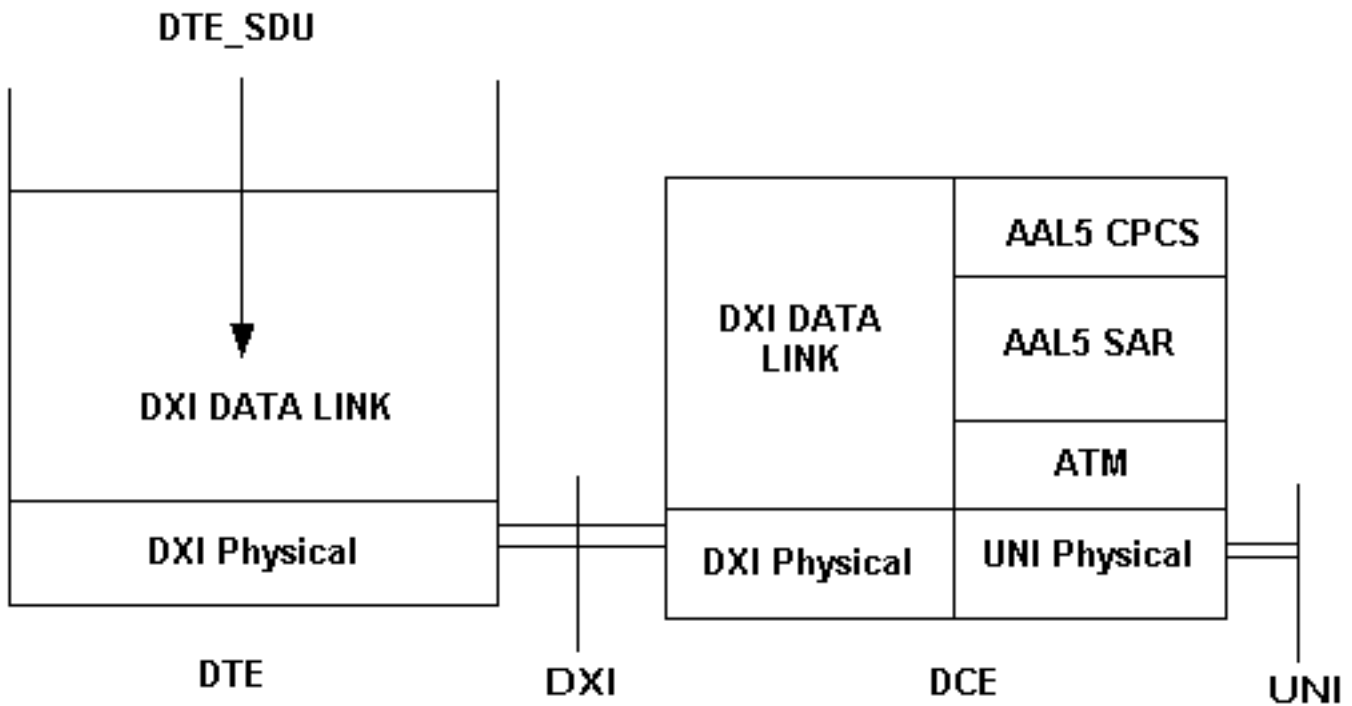 DTE_SDU
DXI DATA LINK
DXI Physical
DTE
DXI
DXI DATA
LINK
AAL5 CPCS
AAL5 SAR
ATM
DXI Physical
UNI Physical
DCE
UNI